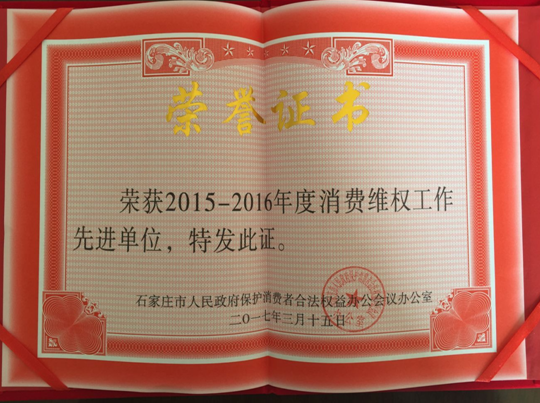 荣誉证书
荣获2015-2016年度消费维权工作
先进单位，特发此证。
石家庄市人民政府保护消费者合法权益办公会议办公室
二〇一七年三月十五日